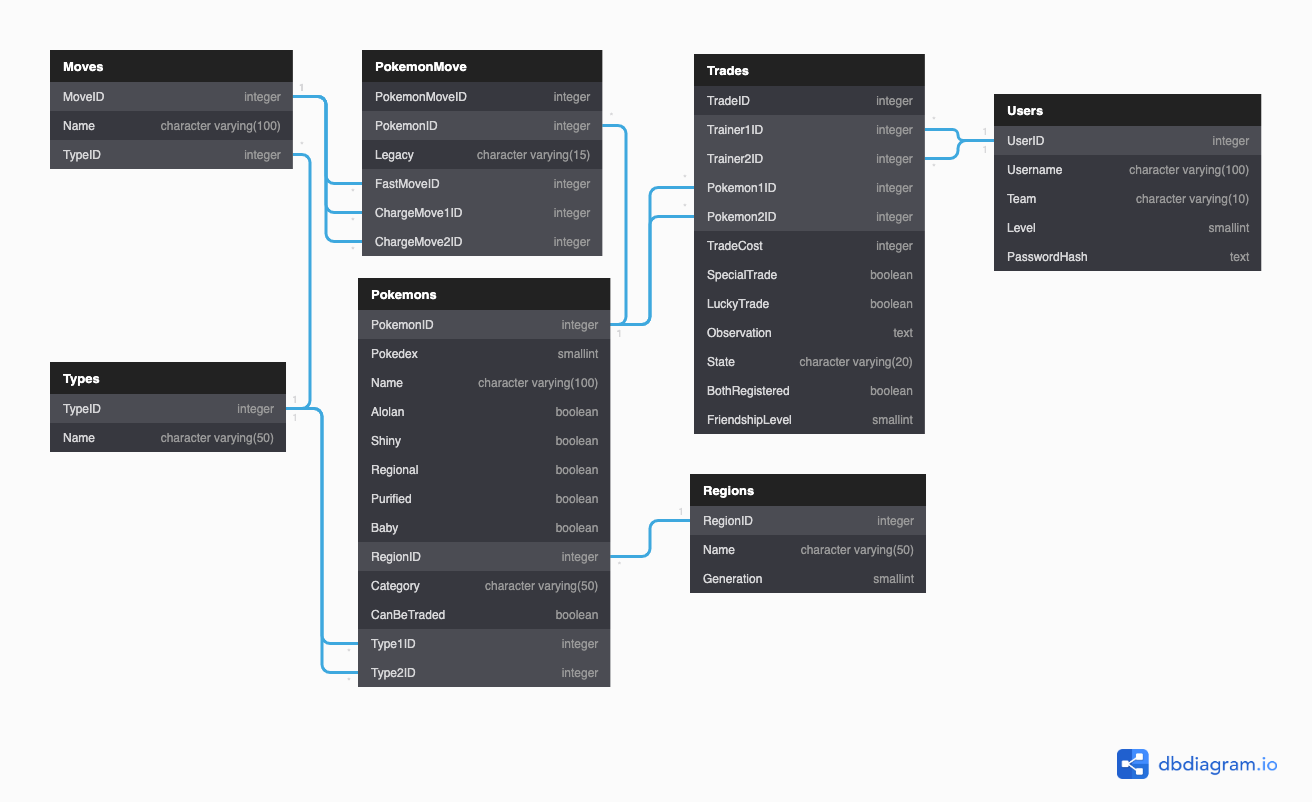 Moves
MoveID integer
Name character varying(100)
TypeID integer
PokemonMove
PokemonMoveID integer
PokemonID integer
Legacy character varying(15)
FastMoveID integer
ChargeMove1ID integer
ChargeMove2ID integer
Trades
TradeID integer
Trainer1ID integer
Trainer2ID integer
Pokemon1ID integer
Pokemon2ID integer
TradeCost integer
SpecialTrade boolean
LuckyTrade boolean
Observation text
State character varying(20)
BothRegistered boolean
FriendshipLevel smallint
Users
UserID integer
Username character varying(100)
Team character varying(10)
Level smallint
PasswordHash text
Types
TypeID integer
Name character varying(50)
Pokemons
PokemonID integer
Pokedex smallint
Name character varying(100)
Alolan boolean
Shiny boolean
Regional boolean
Purified boolean
Baby boolean
RegionID integer
Category character varying(50)
CanBeTraded boolean
Type1ID integer
Type2ID integer
Regions
RegionID integer
Name character varying(50)
Generation smallint
1
*
*
*
*
*
1
1
*
*
1
*
*
*
*
1
1
1
*
dbdiagram.io